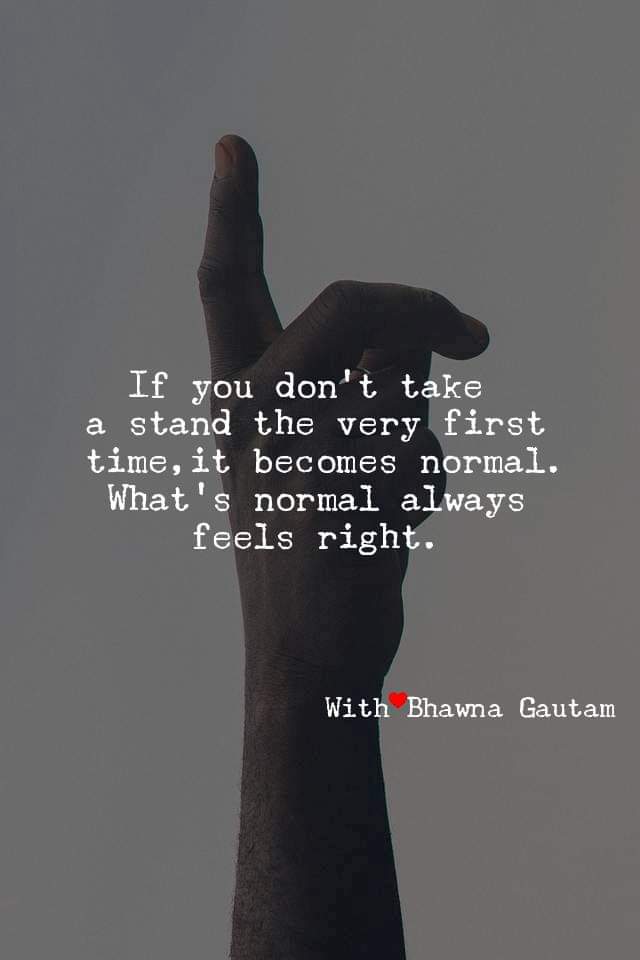 If you don't take
a stand the very first
time,it becomes normal.
What's normal always
feels right.
With❤Bhawna Gautam